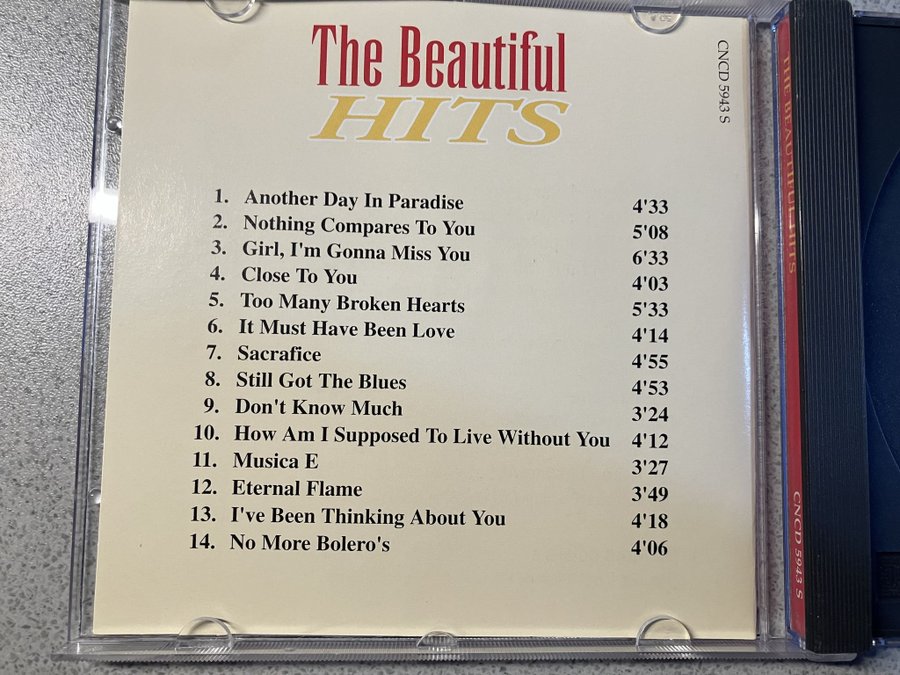 The Beautiful
HITS
CNCD 5943 S
1. Another Day In Paradise 4'33
2. Nothing Compares To You 5'08
3. Girl, I'm Gonna Miss You 6'33
4. Close To You 4'03
5. Too Many Broken Hearts 5'33
6. It Must Have Been Love 4'14
7. Sacrafice 4'55
8. Still Got The Blues 4'53
9. Don't Know Much 3'24
10. How Am I Supposed To Live Without You 4'12
11. Musica E 3'27
12. Eternal Flame 3'49
13. I've Been Thinking About You 4'18
14. No More Bolero's 4'06
THE BEAUTIFUL HITS
CNCD 5943 S